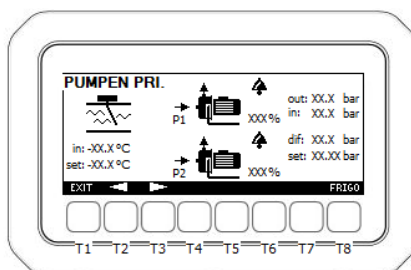 PUMPEN PRI.
out: XX.X bar
in: XX.X bar
P1
XXX%
in: -XX.X °C
dif: XX.X bar
set: -XX.X °C
set: XX.XX bar
P2
XXX%
EXIT
FRIGO
T1 T2 T3 T4 T5 T6 T7 T8